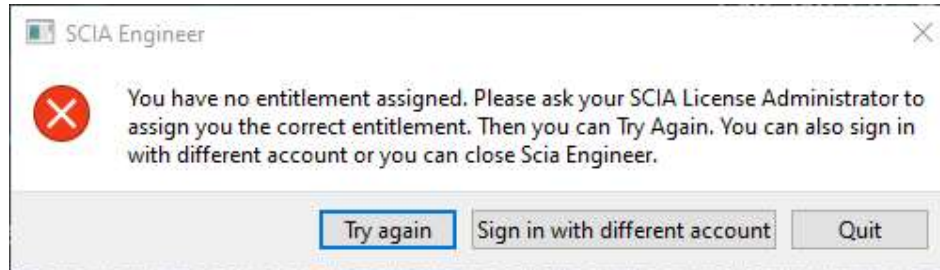 SCIA Engineer
You have no entitlement assigned. Please ask your SCIA License Administrator to
assign you the correct entitlement. Then you can Try Again. You can also sign in
with different account or you can close Scia Engineer.
Try again Sign in with different account Quit